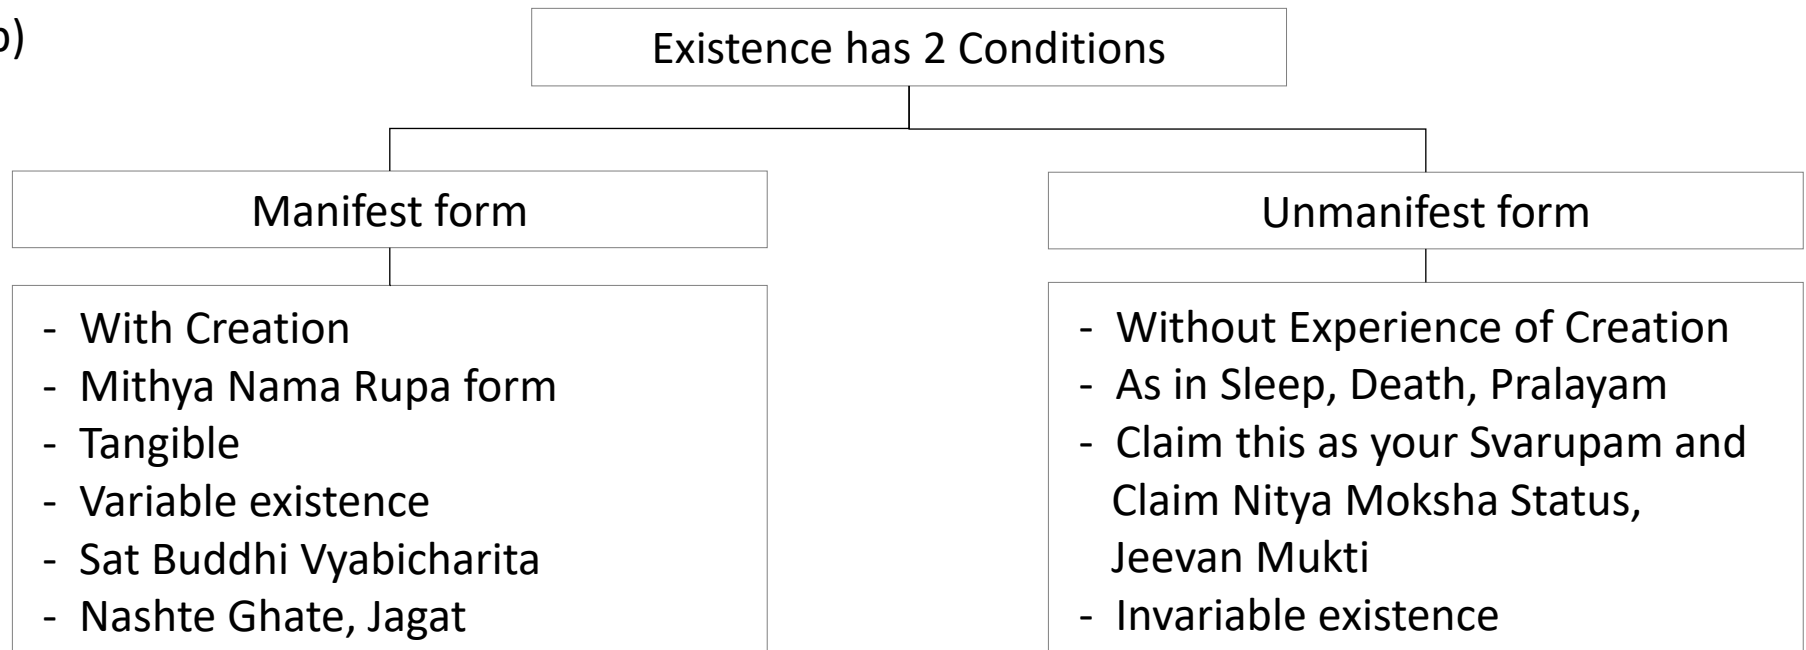 b)
Existence has 2 Conditions
Manifest form
- With Creation
- Mithya Nama Rupa form
- Tangible
- Variable existence
- Sat Buddhi Vyabicharita
- Nashte Ghate, Jagat
Unmanifest form
- Without Experience of Creation
- As in Sleep, Death, Pralayam
- Claim this as your Svarupam and
Claim Nitya Moksha Status,
Jeevan Mukti
- Invariable existence